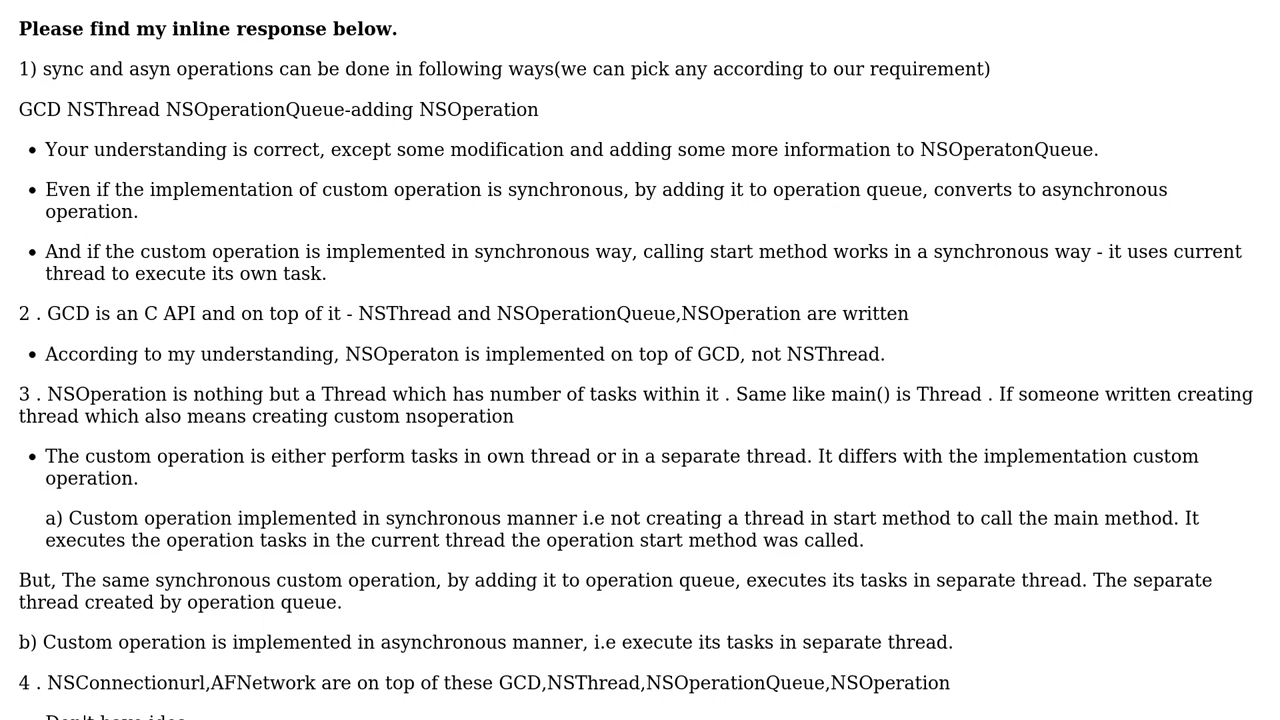 Please find my inline response below.
1) sync and asyn operations can be done in following ways(we can pick any according to our requirement)
GCD NSThread NSOperationQueue-adding NSOperation
• Your understanding is correct, except some modification and adding some more information to NSOperatonQueue.
• Even if the implementation of custom operation is synchronous, by adding it to operation queue, converts to asynchronous
operation.
• And if the custom operation is implemented in synchronous way, calling start method works in a synchronous way - it uses current
thread to execute its own task.
2 . GCD is an C API and on top of it - NSThread and NSOperationQueue,NSOperation are written
• According to my understanding, NSOperaton is implemented on top of GCD, not NSThread.
3 . NSOperation is nothing but a Thread which has number of tasks within it . Same like main() is Thread . If someone written creating
thread which also means creating custom nsoperation
• The custom operation is either perform tasks in own thread or in a separate thread. It differs with the implementation custom
operation.
a) Custom operation implemented in synchronous manner i.e not creating a thread in start method to call the main method. It
executes the operation tasks in the current thread the operation start method was called.
But, The same synchronous custom operation, by adding it to operation queue, executes its tasks in separate thread. The separate
thread created by operation queue.
b) Custom operation is implemented in asynchronous manner, i.e execute its tasks in separate thread.
4 . NSConnectionurl,AFNetwork are on top of these GCD,NSThread,NSOperationQueue,NSOperation
Don't have idea